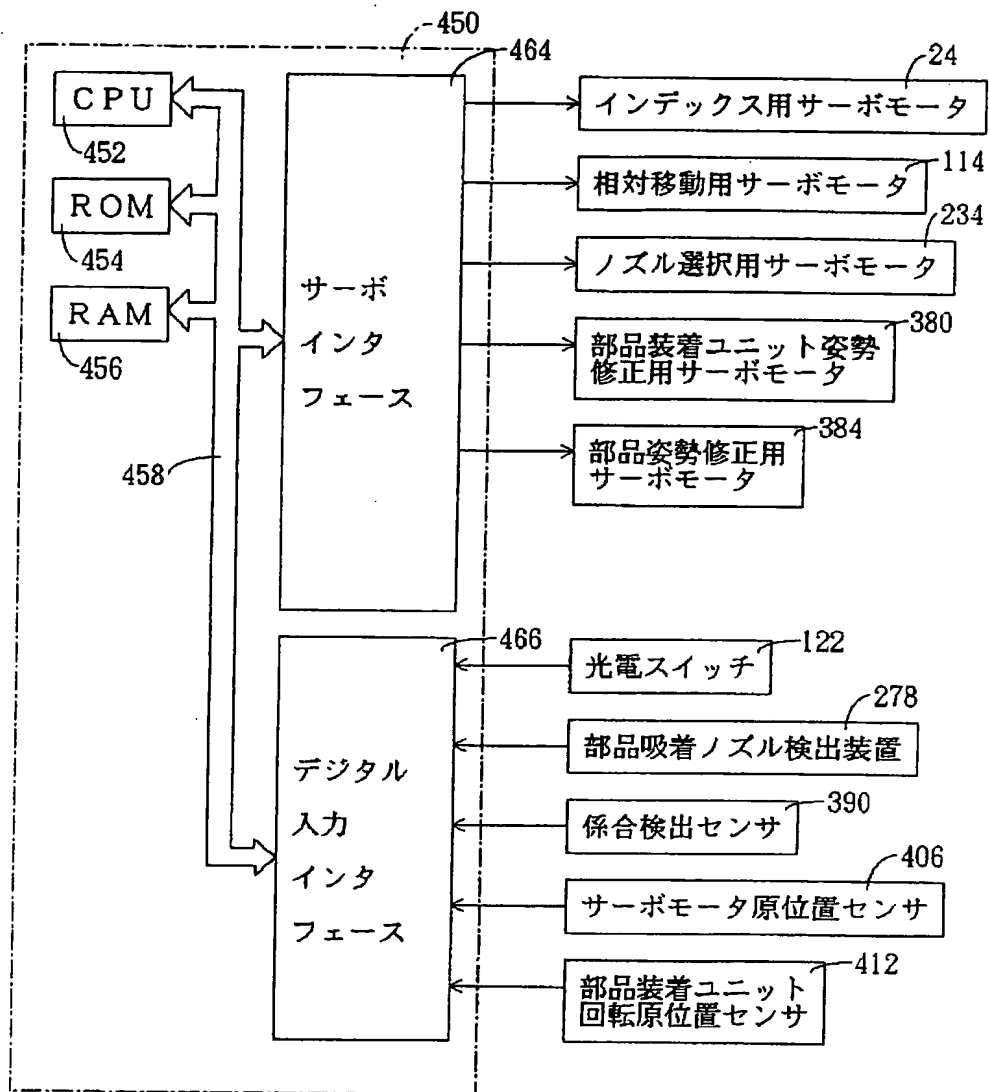 450
464
CPU
452
ROM
454
RAM
456
458
サーボ
インタ
フェース
24
インデックス用サーボモータ
相対移動用サーボモータ
114
234
ノズル選択用サーボモータ
380
部品装着ユニット姿勢
修正用サーボモータ
384
部品姿勢修正用
サーボモータ
466
デジタル
入力
インタ
フェース
光電スイッチ
122
278
部品吸着ノズル検出装置
係合検出センサ
390
406
サーボモータ原位置センサ
412
部品装着ユニット
回転原位置センサ